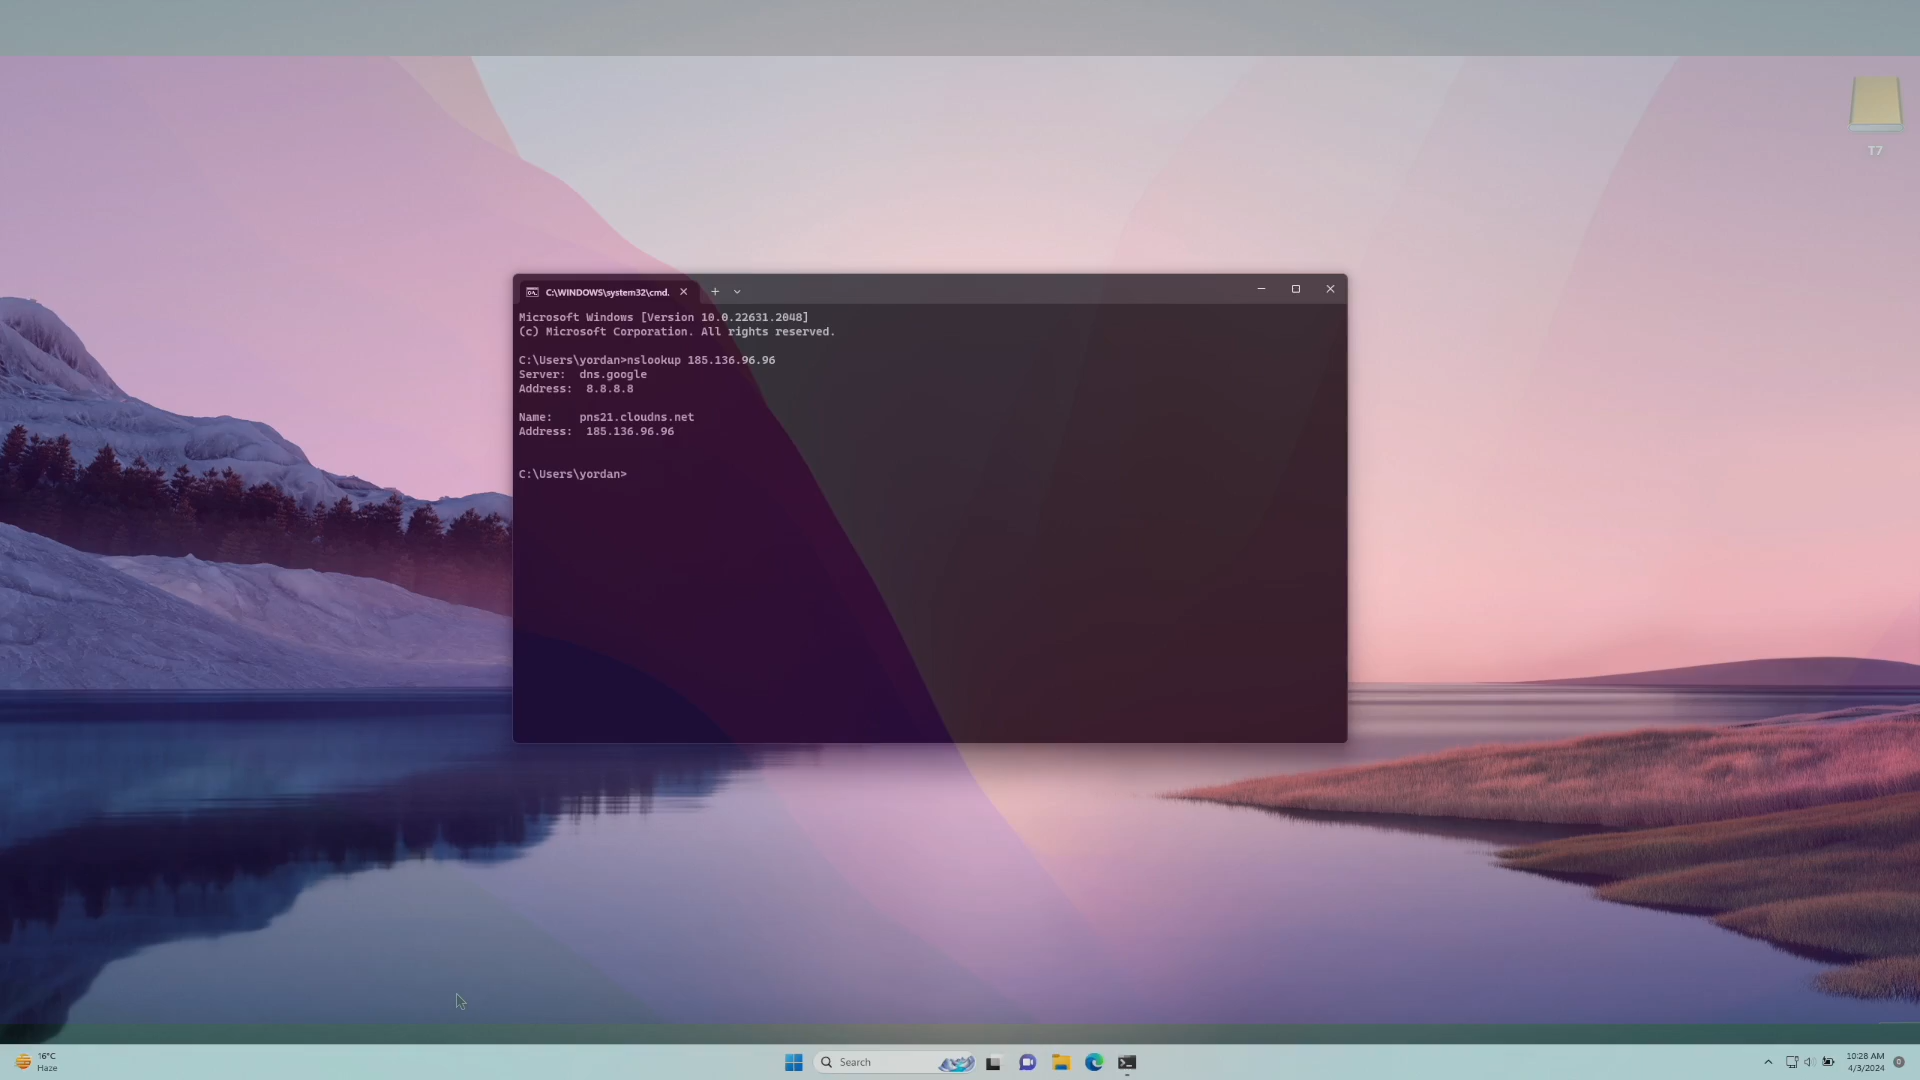 T7
C:\WINDOWS\system32\cmd.
Microsoft Windows [Version 10.0.22631.2048]
(c) Microsoft Corporation. All rights reserved.
C:\Users\yordan>nslookup 185.136.96.96
Server:  dns.google
Address:  8.8.8.8
Name:    pns21.cloudns.net
Address:  185.136.96.96
C:\Users\yordan>
16°C
Haze
Search
10:28 AM
4/3/2024
0